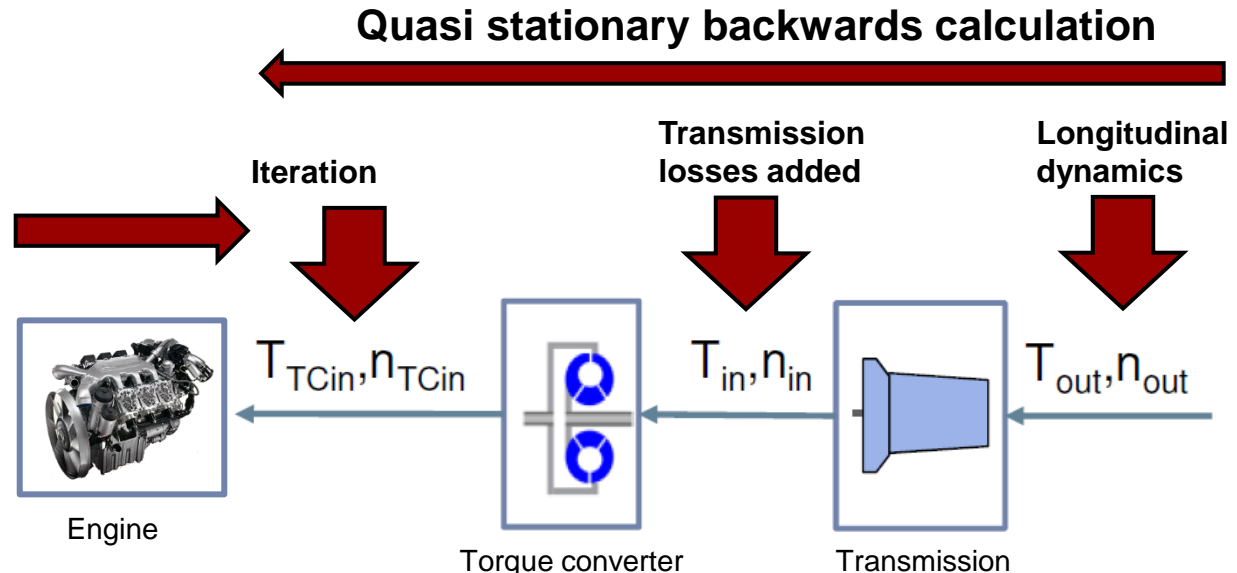 Quasi stationary backwards calculation
Iteration
Transmission
losses added
Longitudinal
dynamics
T_TCin,n_TCin
T_in,n_in
T_out,n_out
Engine
Torque converter
Transmission